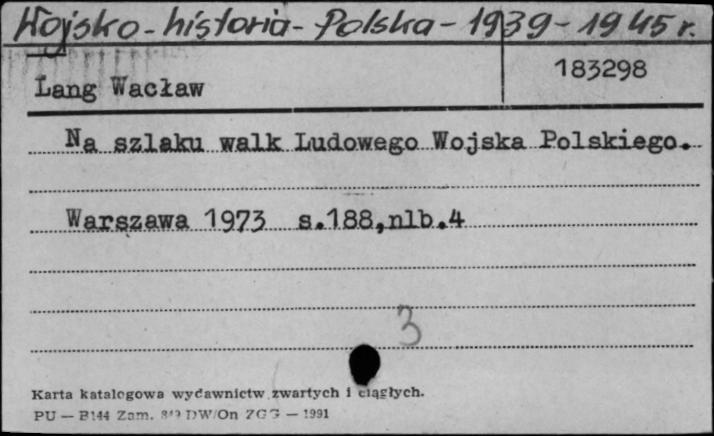 Wojsko - historia - Polska - 1939 - 1945 r.
183298
Lang Wacław
Na szlaku walk Ludowego Wojska Polskiego.
Warszawa 1973 s.188,nlb.4
3
Karta katalogowa wydawnictw zwartych i ciągłych.
PU — B144 Zam. DW/On ZGG — 1991